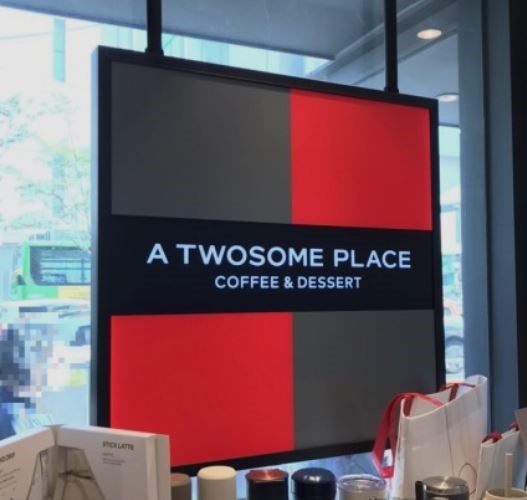 A TWOSOME PLACE
COFFEE & DESSERT
STICK LATTE